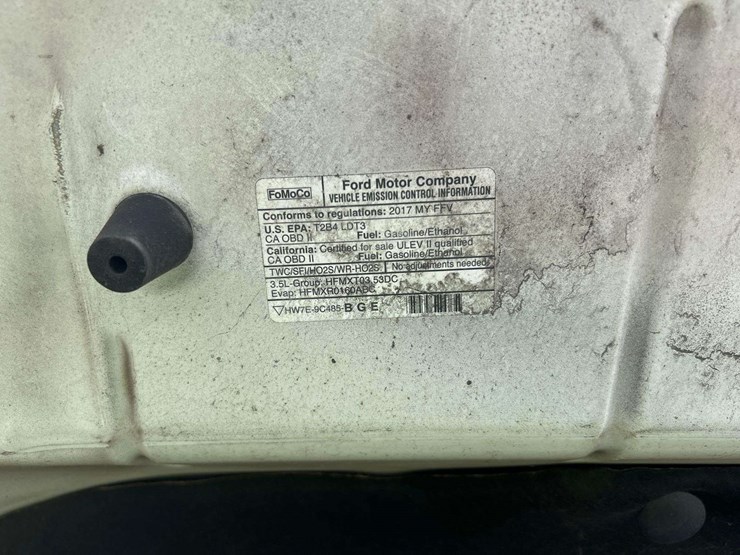 FoMoCo
Ford Motor Company
VEHICLE EMISSION CONTROL INFORMATION
Conforms to regulations: 2017 MY FFV
U.S. EPA: T2B4 LDT3
CA OBD II Fuel: Gasoline/Ethanol
California: Certified for sale ULEV II qualified
CA OBD II Fuel: Gasoline/Ethanol
TWC/SFI/HO2S/WR-HO2S No adjustments needed.
3.5L-Group: HFMXT03.53DC
Evap: HFMXR0160ABC
HW7E-9C485-B G E